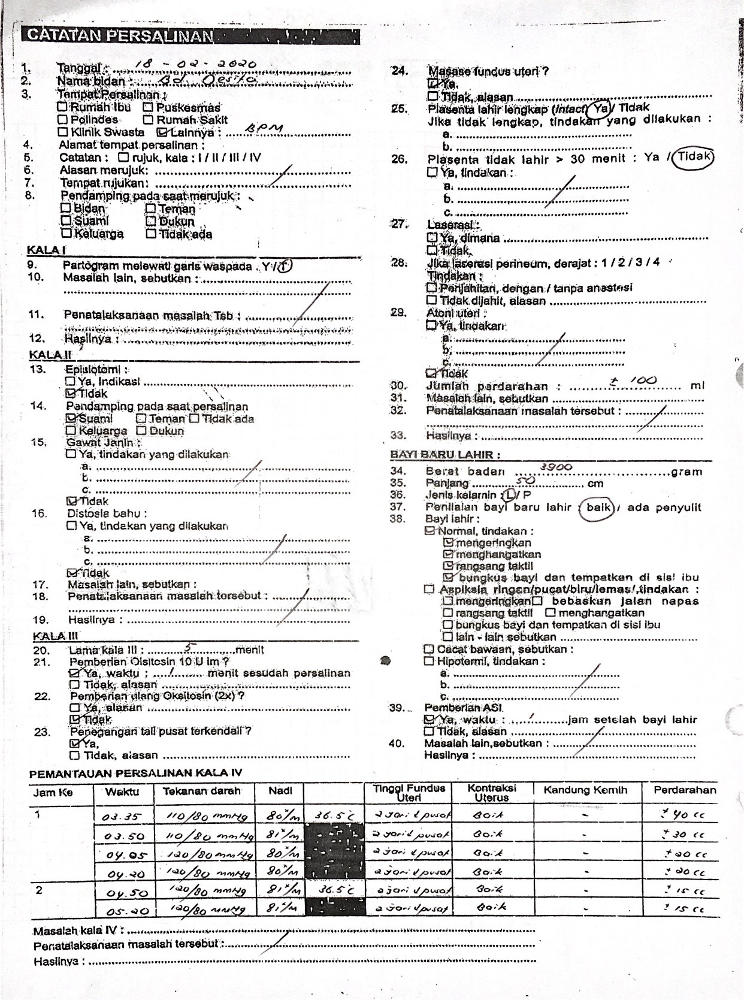 CATATAN PERSALINAN
1. Tanggal : 18 - 02 - 2020
2. Nama bidan : Bd. Desita
3. Tempat Persalinan :
☐ Rumah Ibu ☐ Puskesmas
☐ Polindes ☐ Rumah Sakit
☐ Klinik Swasta ☑ Lainnya : BPM
4. Alamat tempat persalinan :
5. Catatan : ☐ rujuk, kala : I / II / III / IV
6. Alasan merujuk:
7. Tempat rujukan:
8. Pendamping pada saat merujuk :
☐ Bidan ☐ Teman
☐ Suami ☐ Dukun
☐ Keluarga ☐ Tidak ada
KALA I
9. Partogram melewati garis waspada . Y / T
10. Masalah lain, sebutkan :
11. Penatalaksanaan masalah Tsb :
12. Hasilnya :
KALA II
13. Episiotomi :
☐ Ya, Indikasi
☑ Tidak
14. Pendamping pada saat persalinan
☑ Suami ☐ Teman ☐ Tidak ada
☐ Keluarga ☐ Dukun
15. Gawat Janin :
☐ Ya, tindakan yang dilakukan
a.
b.
c.
☑ Tidak
16. Distosia bahu :
☐ Ya, tindakan yang dilakukan
a.
b.
c.
☑ Tidak
17. Masalah lain, sebutkan :
18. Penatalaksanaan masalah tersebut :
19. Hasilnya :
KALA III
20. Lama kala III : 5 menit
21. Pemberian Oisitosin 10 U im ?
☑ Ya, waktu : 1 menit sesudah persalinan
☐ Tidak, alasan
22. Pemberian ulang Oksitosin (2x) ?
☐ Ya, alasan
☑ Tidak
23. Penegangan tali pusat terkendali ?
☑ Ya,
☐ Tidak, alasan
24. Masase fundus uteri ?
☑ Ya.
☐ Tidak, alasan
25. Plasenta lahir lengkap (Intact) Ya / Tidak
Jika tidak lengkap, tindakan yang dilakukan :
a.
b.
26. Plasenta tidak lahir > 30 menit : Ya / Tidak
☐ Ya, tindakan :
a.
b.
c.
27. Laserasi :
☐ Ya, dimana
☐ Tidak,
28. Jika laserasi perineum, derajat : 1 / 2 / 3 / 4
Tindakan :
☐ Penjahitan, dengan / tanpa anastesi
☐ Tidak dijahit, alasan
29. Atoni uteri :
☐ Ya, tindakan
a.
b.
c.
☑ Tidak
30. Jumlah perdarahan : ± 100 ml
31. Masalah lain, sebutkan
32. Penatalaksanaan masalah tersebut :
33. Hasilnya :
BAYI BARU LAHIR :
34. Berat badan 3900 gram
35. Panjang 50 cm
36. Jenis kelamin : L / P
37. Penilaian bayi baru lahir : baik / ada penyulit
38. Bayi lahir :
☑ Normal, tindakan :
☑ mengeringkan
☑ menghangatkan
☑ rangsang taktil
☑ bungkus bayi dan tempatkan di sisi ibu
☐ Aspiksia ringan/pucat/biru/lemas/,tindakan :
☐ mengeringkan ☐ bebaskan jalan napas
☐ rangsang taktil ☐ menghangatkan
☐ bungkus bayi dan tempatkan di sisi ibu
☐ lain - lain sebutkan
☐ Cacat bawaan, sebutkan :
☐ Hipotermi, tindakan :
a.
b.
c.
39. Pemberian ASI
☑ Ya, waktu : 1 jam setelah bayi lahir
☐ Tidak, alasan
40. Masalah lain,sebutkan :
Hasilnya :
PEMANTAUAN PERSALINAN KALA IV
Jam Ke Waktu Tekanan darah Nadi Tinggi Fundus Uteri Kontraksi Uterus Kandung Kemih Perdarahan
1 03.35 110/80 mmHg 80x/m 36.5°C 2 jari ↓ pusat Baik - ± 40 cc
03.50 110/80 mmHg 81x/m 2 jari ↓ pusat Baik - ± 30 cc
04.05 120/80 mmHg 80x/m 2 jari ↓ pusat Baik - ± 20 cc
04.20 120/80 mmHg 80x/m 2 jari ↓ pusat Baik - ± 20 cc
2 04.50 120/80 mmHg 81x/m 36.5°C 2 jari ↓ pusat Baik - ± 15 cc
05.20 120/80 mmHg 81x/m 2 jari ↓ pusat Baik - ± 15 cc
Masalah kala IV :
Penatalaksanaan masalah tersebut :
Hasilnya :